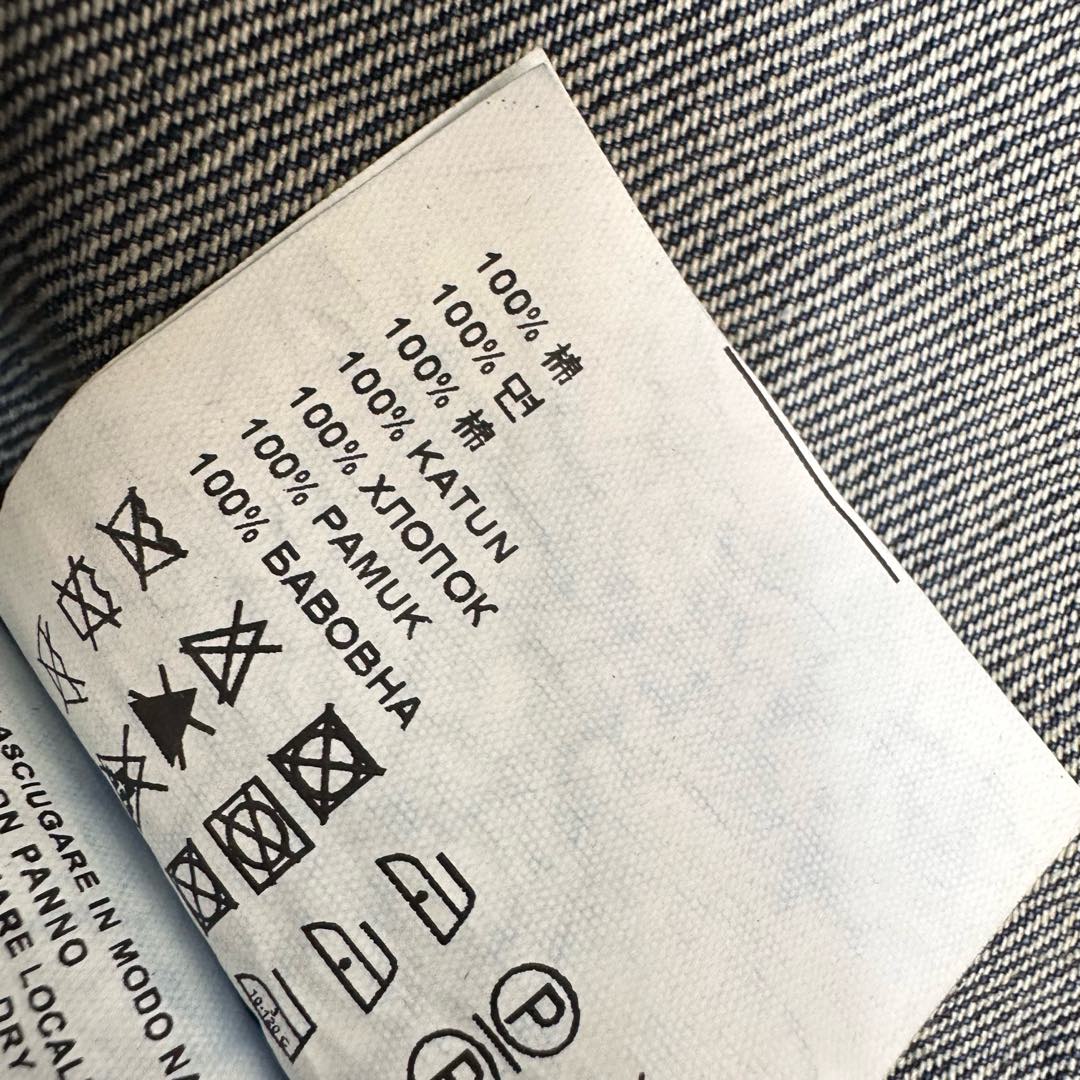 100% 棉
100% 면
100% 棉
100% KATUN
100% ХЛОПОК
100% PAMUK
100% БАВОВНА
P
ASCIUGARE IN MODO NA
ON PANNO
ARE LOCAL
DRY